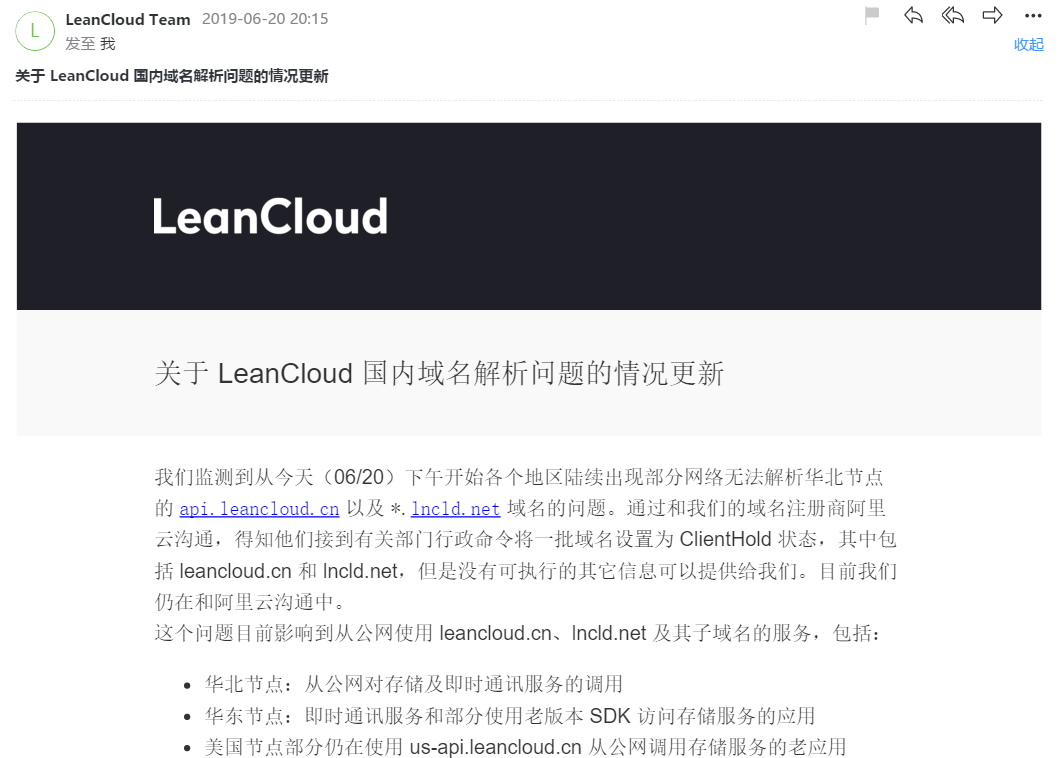 L
LeanCloud Team 2019-06-20 20:15
发至 我
收起
关于 LeanCloud 国内域名解析问题的情况更新
LeanCloud
关于 LeanCloud 国内域名解析问题的情况更新
我们监测到从今天（06/20）下午开始各个地区陆续出现部分网络无法解析华北节点
的 api.leancloud.cn 以及 *.lncld.net 域名的问题。通过和我们的域名注册商阿里
云沟通，得知他们接到有关部门行政命令将一批域名设置为 ClientHold 状态，其中包
括 leancloud.cn 和 lncld.net，但是没有可执行的其它信息可以提供给我们。目前我们
仍在和阿里云沟通中。
这个问题目前影响到从公网使用 leancloud.cn、lncld.net 及其子域名的服务，包括：
• 华北节点：从公网对存储及即时通讯服务的调用
• 华东节点：即时通讯服务和部分使用老版本 SDK 访问存储服务的应用
• 美国节点部分仍在使用 us-api.leancloud.cn 从公网调用存储服务的老应用